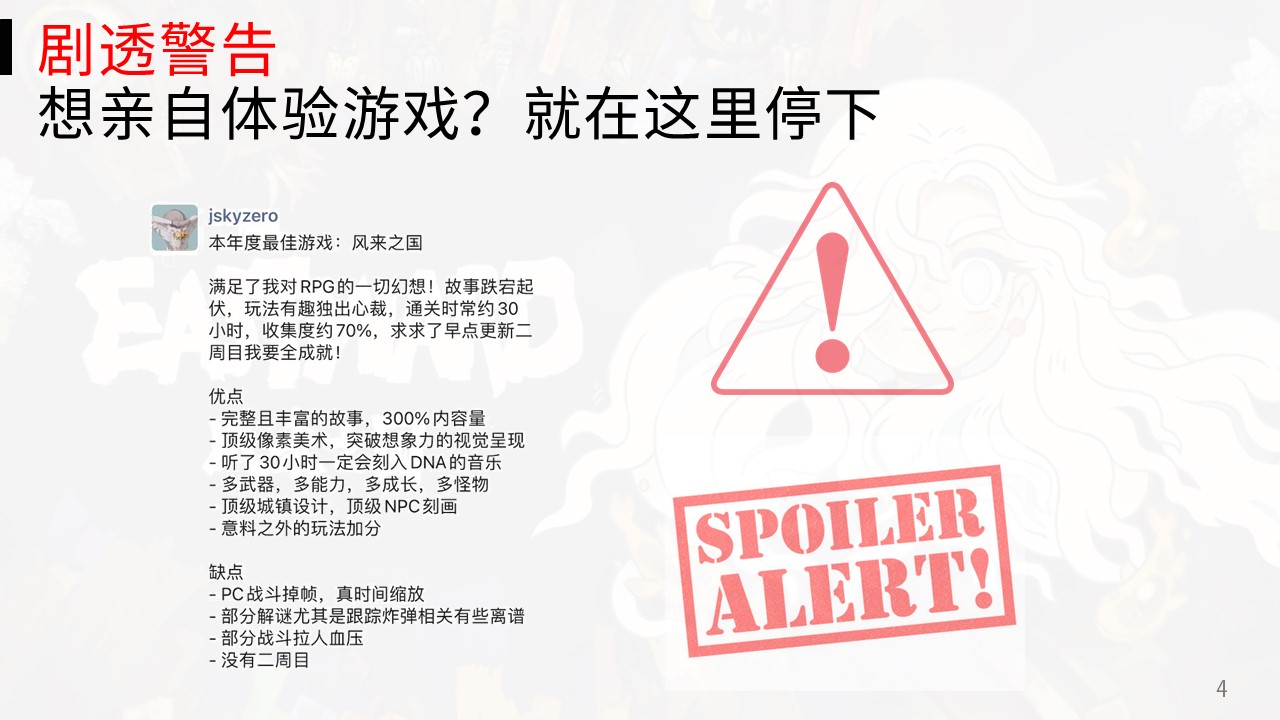 剧透警告
想亲自体验游戏？就在这里停下
jskyzero
本年度最佳游戏：风来之国
满足了我对RPG的一切幻想！故事跌宕起
伏，玩法有趣独出心裁，通关时常约30
小时，收集度约70%，求求了早点更新二
周目我要全成就！
优点
- 完整且丰富的故事，300%内容量
- 顶级像素美术，突破想象力的视觉呈现
- 听了30小时一定会刻入DNA的音乐
- 多武器，多能力，多成长，多怪物
- 顶级城镇设计，顶级NPC刻画
- 意料之外的玩法加分
缺点
- PC战斗掉帧，真时间缩放
- 部分解谜尤其是跟踪炸弹相关有些离谱
- 部分战斗拉人血压
- 没有二周目
SPOILER
ALERT!
4